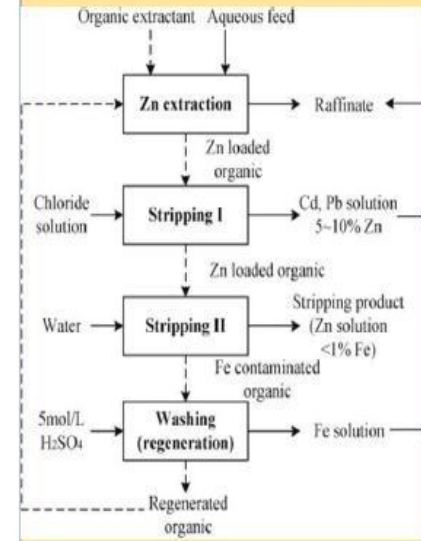 Organic extractant Aqueous feed
Zn extraction
Raffinate
Zn loaded
organic
Chloride
solution
Stripping I
Cd, Pb solution
5~10% Zn
Zn loaded organic
Water
Stripping II
Stripping product
(Zn solution
<1% Fe)
Fe contaminated
organic
5mol/L
H₂SO₄
Washing
(regeneration)
Fe solution
Regenerated
organic